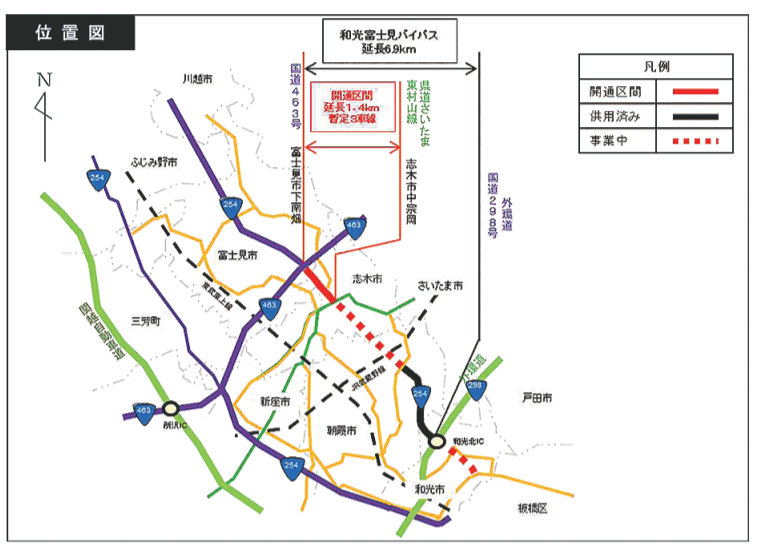 位置図
和光富士見バイパス
延長6.9km
凡例
開通区間
供用済み
事業中
N
川越市
国道463号
開通区間
延長1.4km
暫定3車線
県道さいたま
東村山線
富士見市下南畑
志木市中宗岡
国道298号
外環道
ふじみ野市
254
254
463
富士見市
志木市
さいたま市
東武東上線
463
三芳町
関越自動車道
JR武蔵野線
外環道
254
298
戸田市
新座市
463
所沢IC
朝霞市
和光北IC
254
和光市
板橋区